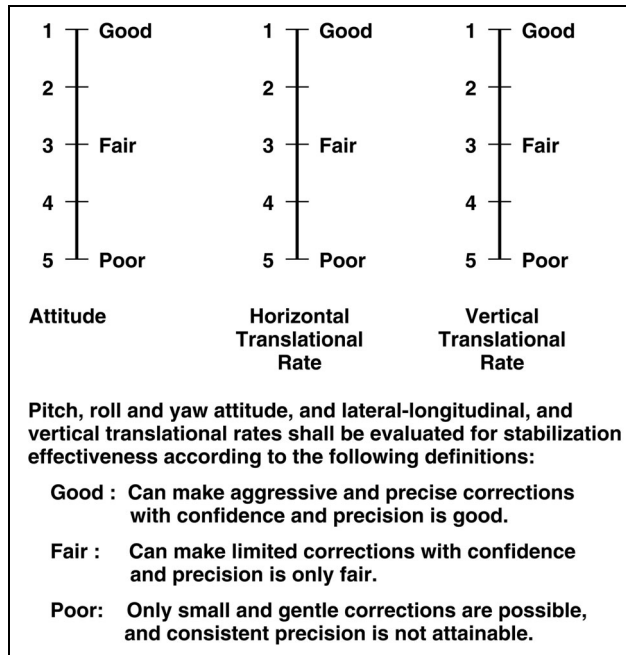 1 Good 1 Good 1 Good
2 2 2
3 Fair 3 Fair 3 Fair
4 4 4
5 Poor 5 Poor 5 Poor
Attitude Horizontal Vertical
Translational Translational
Rate Rate
Pitch, roll and yaw attitude, and lateral-longitudinal, and
vertical translational rates shall be evaluated for stabilization
effectiveness according to the following definitions:
Good : Can make aggressive and precise corrections
with confidence and precision is good.
Fair : Can make limited corrections with confidence
and precision is only fair.
Poor: Only small and gentle corrections are possible,
and consistent precision is not attainable.